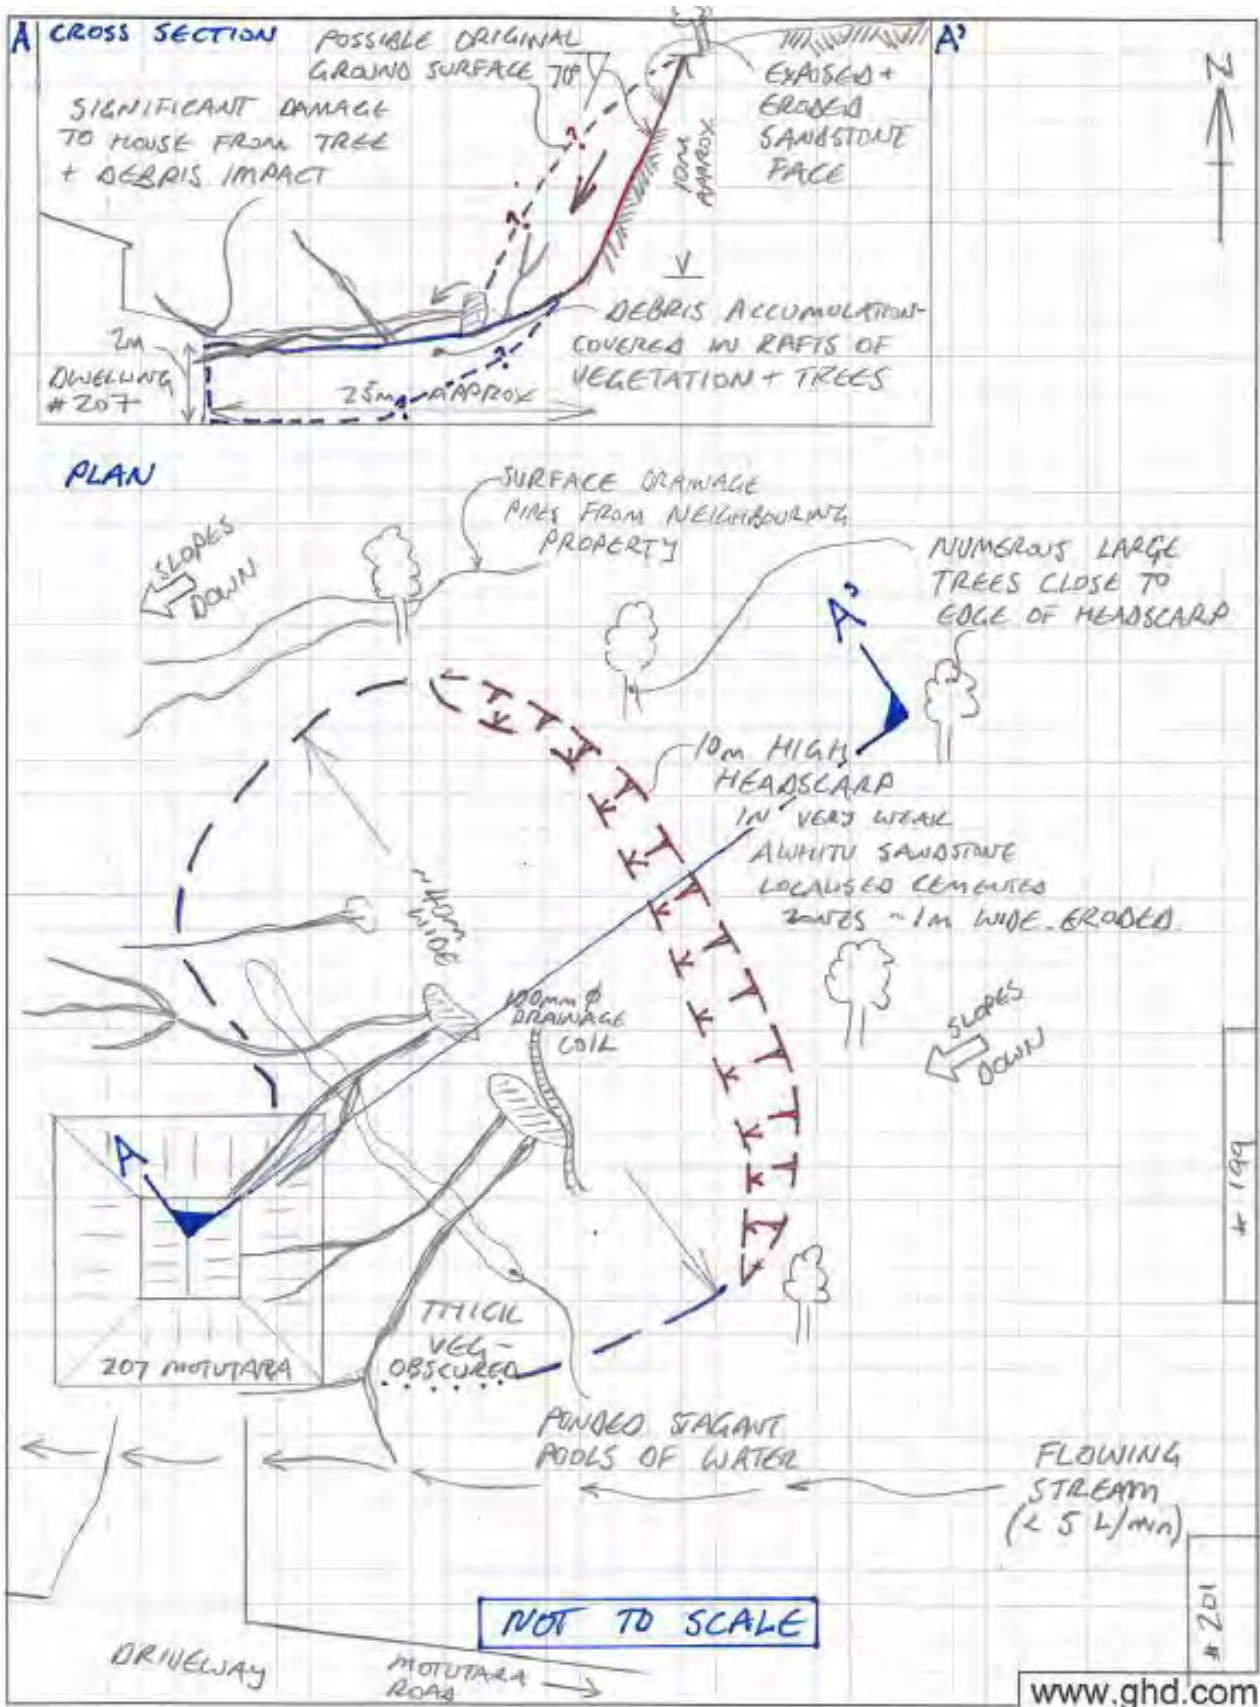 A CROSS SECTION
A'
POSSIBLE ORIGINAL
GROUND SURFACE
70°
SIGNIFICANT DAMAGE
TO HOUSE FROM TREE
+ DEBRIS IMPACT
EXPOSED +
ERODED
SANDSTONE
FACE
10m
APPROX
N
DEBRIS ACCUMULATION-
COVERED IN RAFTS OF
VEGETATION + TREES
2m
DWELLING
# 207
25m APPROX
PLAN
SURFACE DRAINAGE
PIPES FROM NEIGHBOURING
PROPERTY
SLOPES
DOWN
NUMEROUS LARGE
TREES CLOSE TO
EDGE OF HEADSCARP
A'
10m HIGH
HEADSCARP
IN VERY WEAK
AWHITU SANDSTONE
LOCALISED CEMENTED
ZONES ~1m WIDE. ERODED.
~40m
WIDE
100mm Φ
DRAINAGE
COIL
SLOPES
DOWN
A
# 199
THICK
VEG-
OBSCURED
207 MOTUTARA
PONDED STAGANT
POOLS OF WATER
FLOWING
STREAM
(< 5 L/min)
NOT TO SCALE
# 201
DRIVEWAY
MOTUTARA
ROAD
www.ghd.com